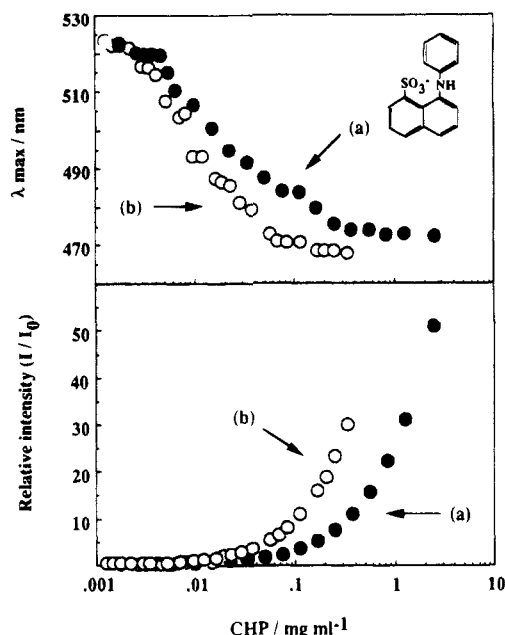 530
510
490
470
λ max / nm
SO3-
NH
(a)
(b)
50
40
30
20
10
Relative intensity (I / I0)
(b)
(a)
.001
.01
.1
1
10
CHP / mg ml-1